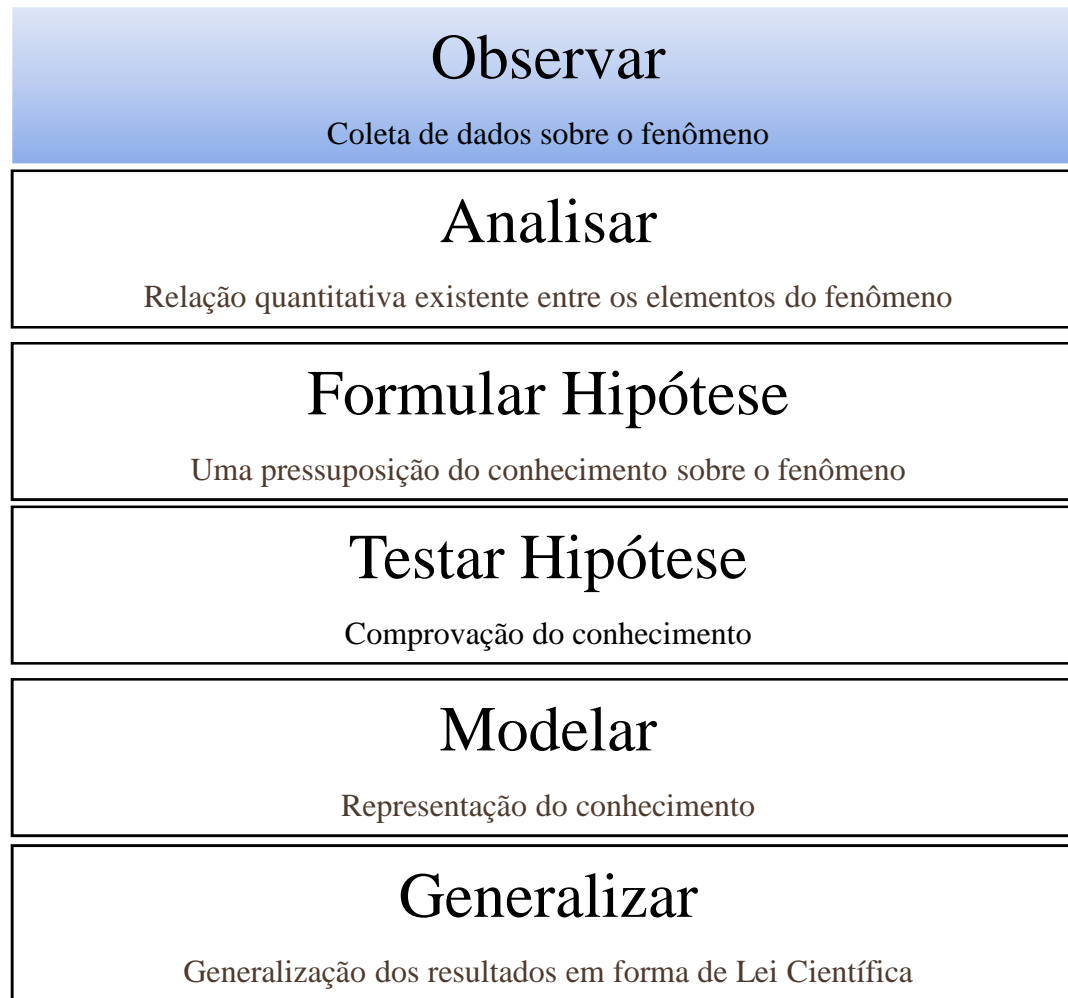 Observar
Coleta de dados sobre o fenômeno
Analisar
Relação quantitativa existente entre os elementos do fenômeno
Formular Hipótese
Uma pressuposição do conhecimento sobre o fenômeno
Testar Hipótese
Comprovação do conhecimento
Modelar
Representação do conhecimento
Generalizar
Generalização dos resultados em forma de Lei Científica